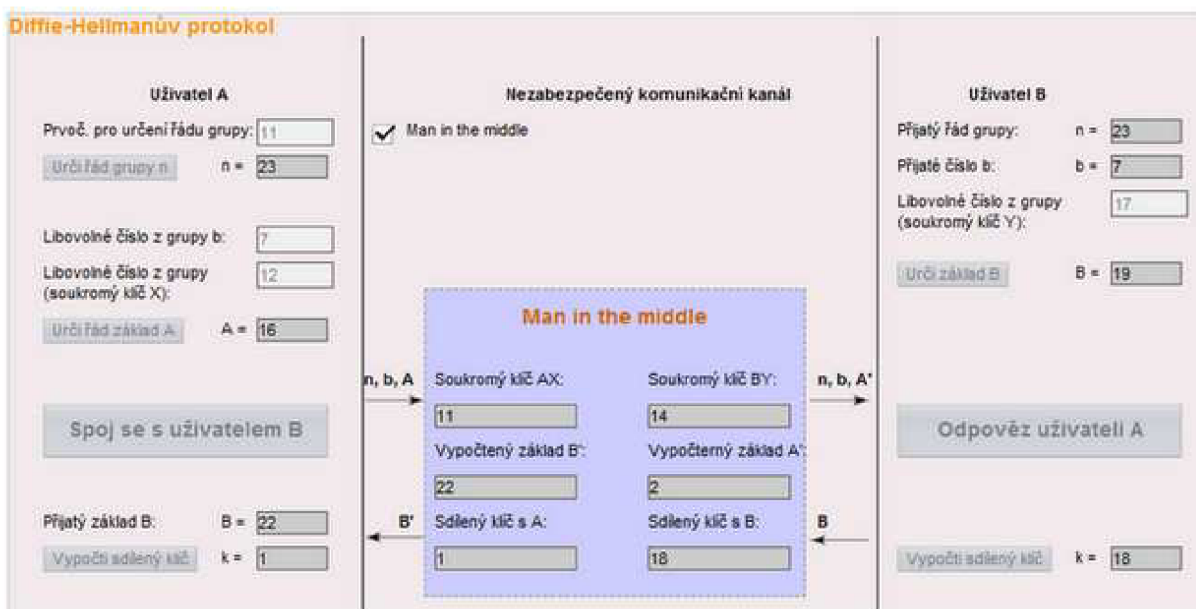 Diffie-Hellmanův protokol
Uživatel A
Prvoč. pro určení řádu grupy: 11
Urči řád grupy n n = 23
Libovolné číslo z grupy b: 7
Libovolné číslo z grupy
(soukromý klíč X): 12
Urči řád základ A A = 16
Spoj se s uživatelem B
Přijatý základ B: B = 22
Vypočti sdílený klíč k = 1
Nezabezpečený komunikační kanál
Man in the middle
n, b, A
Man in the middle
Soukromý klíč AX: Soukromý klíč BY:
11 14
Vypočtený základ B': Vypočterný základ A':
22 2
Sdílený klíč s A: Sdílený klíč s B:
1 18
B'
n, b, A'
B
Uživatel B
Přijatý řád grupy: n = 23
Přijaté číslo b: b = 7
Libovolné číslo z grupy
(soukromý klíč Y): 17
Urči základ B B = 19
Odpověz uživateli A
Vypočti sdílený klíč k = 18